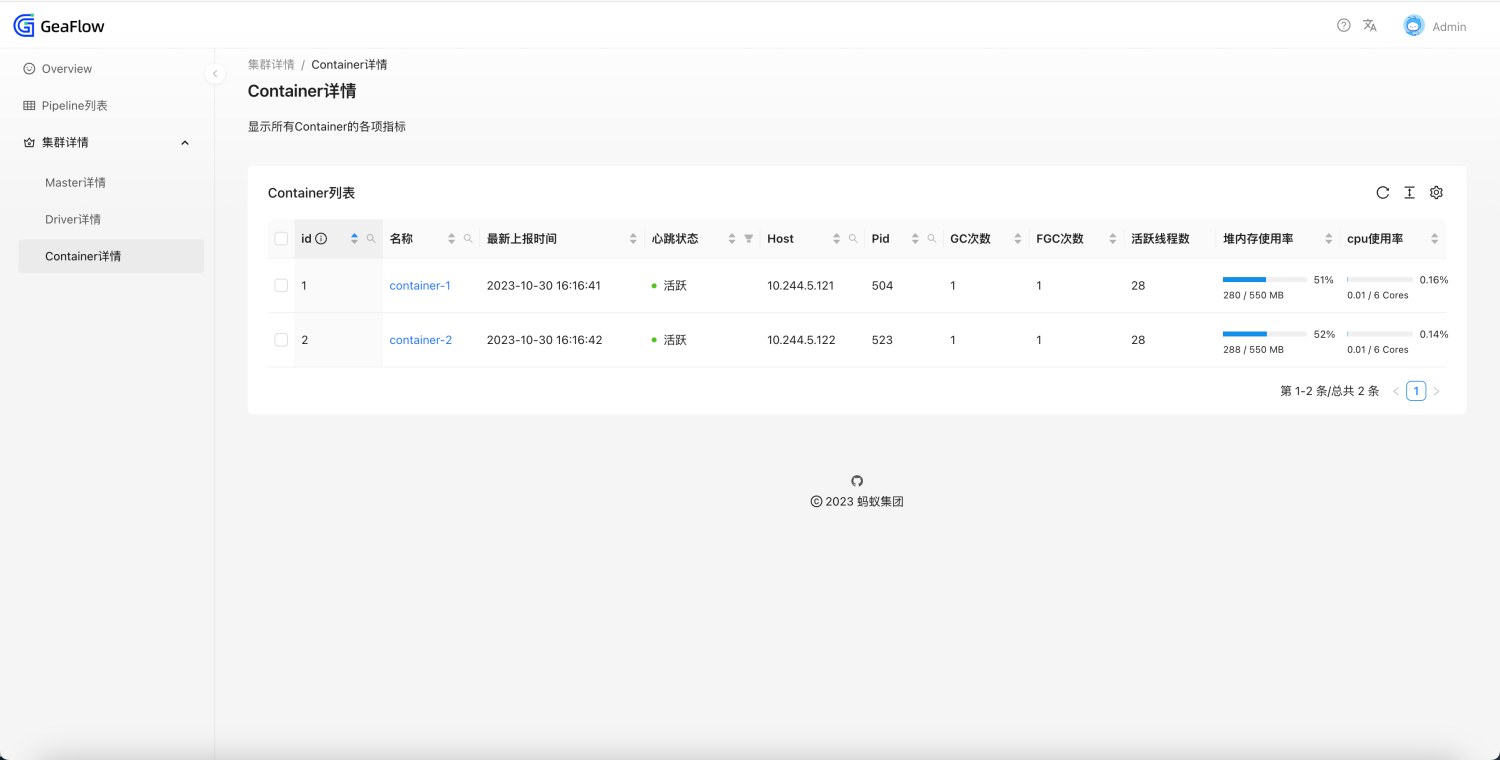 GeaFlow
Admin
Overview
Pipeline列表
集群详情
Master详情
Driver详情
Container详情
集群详情 / Container详情
Container详情
显示所有Container的各项指标
Container列表
id 名称 最新上报时间 心跳状态 Host Pid GC次数 FGC次数 活跃线程数 堆内存使用率 cpu使用率
1 container-1 2023-10-30 16:16:41 活跃 10.244.5.121 504 1 1 28 51% 0.16%
280 / 550 MB 0.01 / 6 Cores
2 container-2 2023-10-30 16:16:42 活跃 10.244.5.122 523 1 1 28 52% 0.14%
288 / 550 MB 0.01 / 6 Cores
第 1-2 条/总共 2 条 < 1 >
© 2023 蚂蚁集团